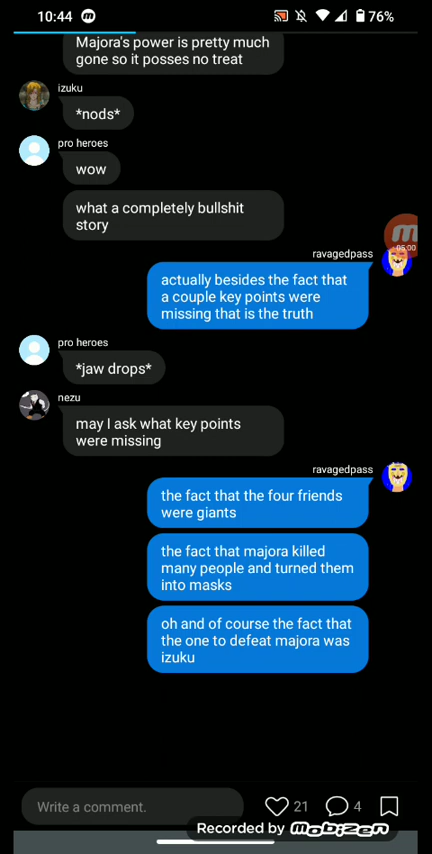 10:44
76%
Majora's power is pretty much
gone so it posses no treat
izuku
*nods*
pro heroes
wow
what a completely bullshit
story
05:00
ravagedpass
actually besides the fact that
a couple key points were
missing that is the truth
pro heroes
*jaw drops*
nezu
may I ask what key points
were missing
ravagedpass
the fact that the four friends
were giants
the fact that majora killed
many people and turned them
into masks
oh and of course the fact that
the one to defeat majora was
izuku
Write a comment.
21
4
Recorded by mobizen